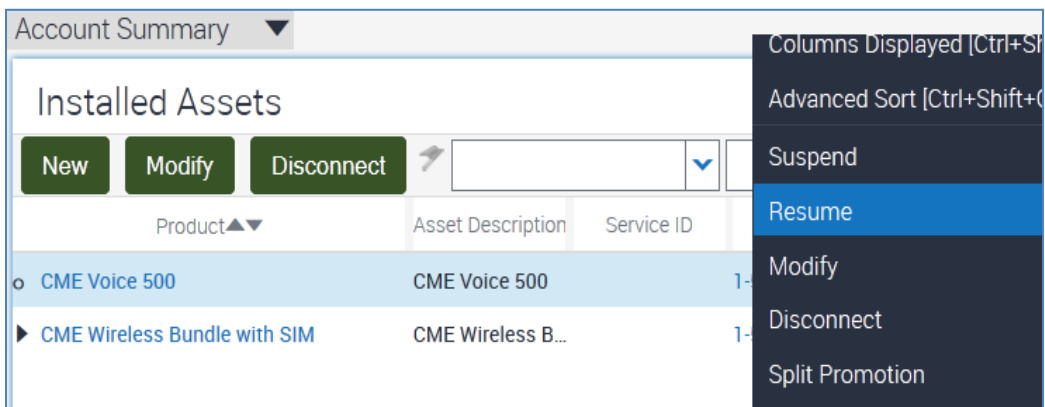 Account Summary
Installed Assets
New Modify Disconnect
Product Asset Description Service ID
CME Voice 500 CME Voice 500
CME Wireless Bundle with SIM CME Wireless B...
Columns Displayed [Ctrl+Sh
Advanced Sort [Ctrl+Shift+
Suspend
Resume
Modify
Disconnect
Split Promotion